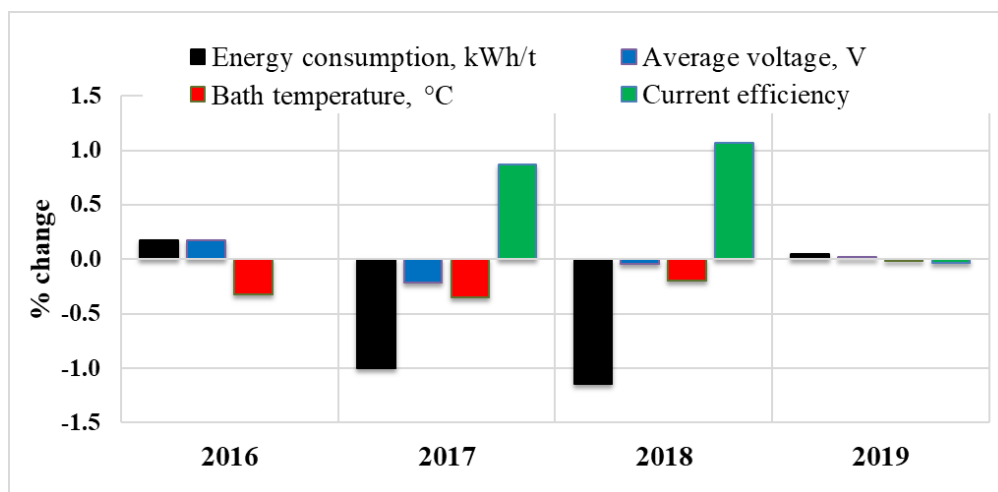 Energy consumption, kWh/t
Average voltage, V
Bath temperature, °C
Current efficiency
1.5
1.0
0.5
0.0
-0.5
-1.0
-1.5
% change
2016
2017
2018
2019